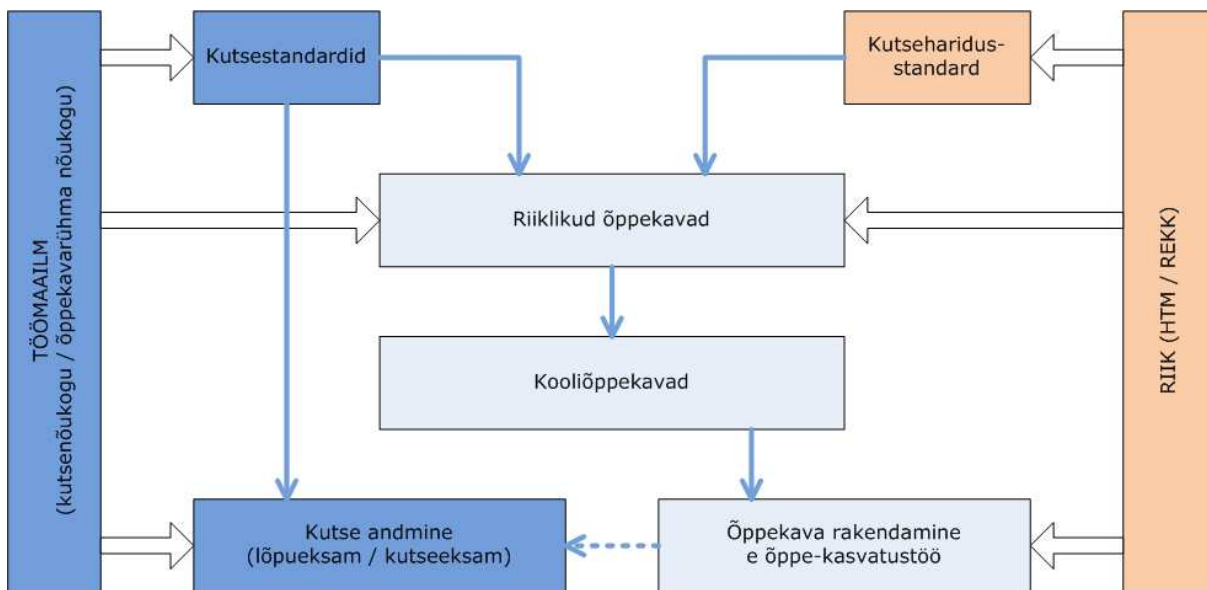 TÖÖMAAILM
(kutsenõukogu / õppekavarühma nõukogu)
Kutsestandardid
Kutseharidus-
standard
Riiklikud õppekavad
Kooliõppekavad
Kutse andmine
(lõpueksam / kutseeksam)
Õppekava rakendamine
e õppe-kasvatustöö
RIIK (HTM / REKK)